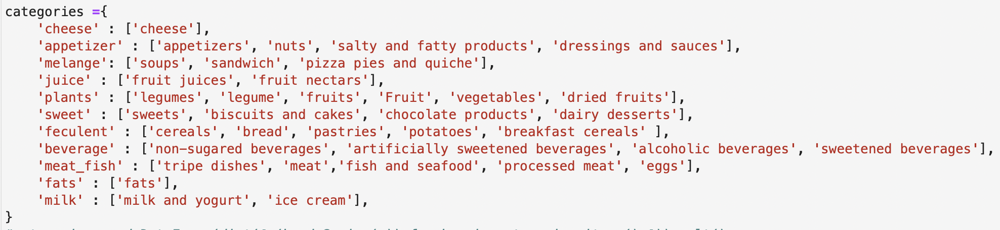 categories ={
    'cheese' : ['cheese'],
    'appetizer' : ['appetizers', 'nuts', 'salty and fatty products', 'dressings and sauces'],
    'melange': ['soups', 'sandwich', 'pizza pies and quiche'],
    'juice' : ['fruit juices', 'fruit nectars'],
    'plants' : ['legumes', 'legume', 'fruits', 'Fruit', 'vegetables', 'dried fruits'],
    'sweet' : ['sweets', 'biscuits and cakes', 'chocolate products', 'dairy desserts'],
    'feculent' : ['cereals', 'bread', 'pastries', 'potatoes', 'breakfast cereals' ],
    'beverage' : ['non-sugared beverages', 'artificially sweetened beverages', 'alcoholic beverages', 'sweetened beverages'],
    'meat_fish' : ['tripe dishes', 'meat','fish and seafood', 'processed meat', 'eggs'],
    'fats' : ['fats'],
    'milk' : ['milk and yogurt', 'ice cream'],
}